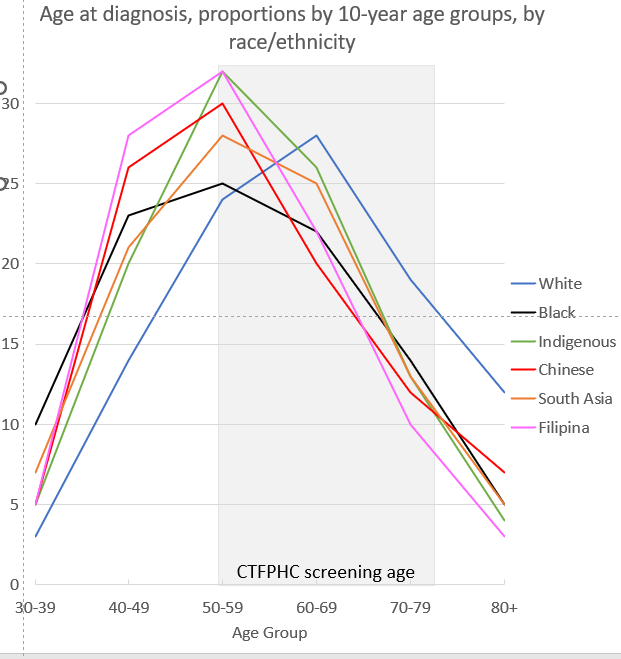 Age at diagnosis, proportions by 10-year age groups, by
race/ethnicity
30
25
20
15
10
5
0
CTFPHC screening age
30-39 40-49 50-59 60-69 70-79 80+
Age Group
White
Black
Indigenous
Chinese
South Asia
Filipina